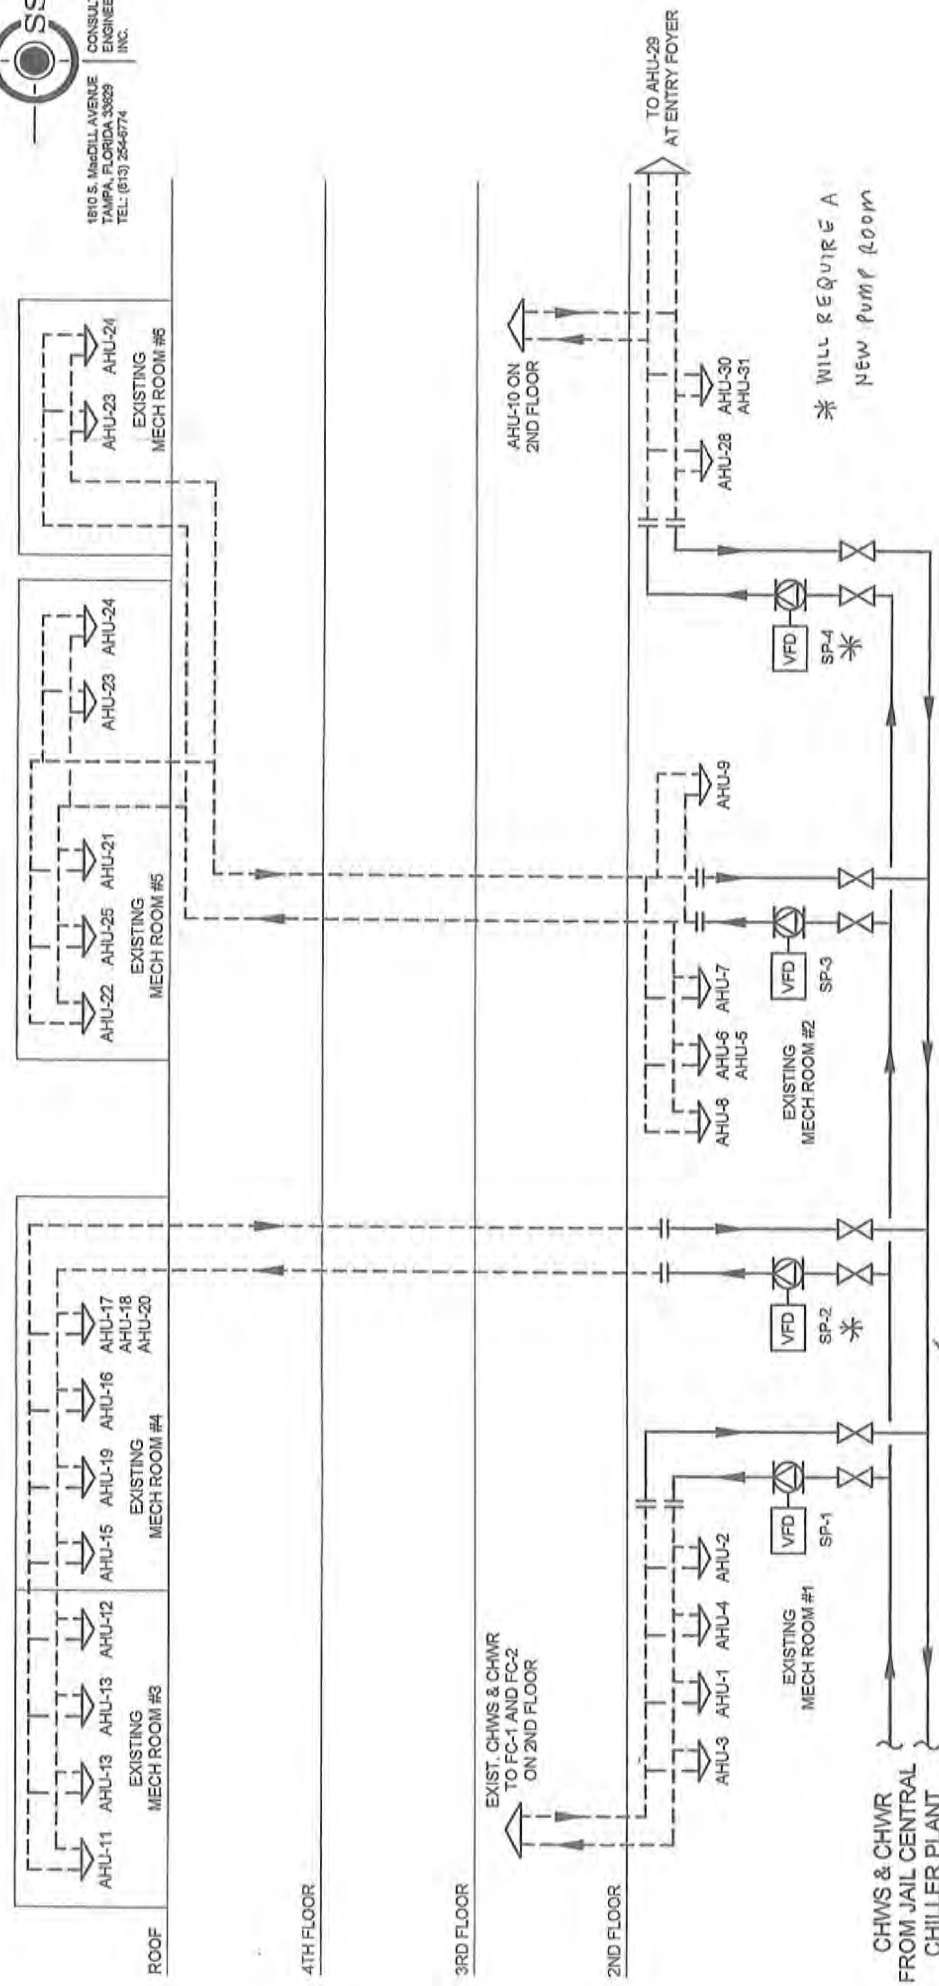 SS
CONSULT
ENGINEE
INC.
1810 S. MacDILL AVENUE
TAMPA, FLORIDA 33629
TEL: (813) 254-6774
AHU-11
AHU-13
AHU-13
AHU-12
EXISTING
MECH ROOM #3
AHU-15
AHU-19
AHU-16
AHU-17
AHU-18
AHU-20
EXISTING
MECH ROOM #4
AHU-22
AHU-25
AHU-21
AHU-23
AHU-24
EXISTING
MECH ROOM #5
AHU-23
AHU-24
EXISTING
MECH ROOM #6
ROOF
4TH FLOOR
3RD FLOOR
EXIST. CHWS & CHWR
TO FC-1 AND FC-2
ON 2ND FLOOR
AHU-10 ON
2ND FLOOR
2ND FLOOR
TO AHU-29
AT ENTRY FOYER
AHU-3
AHU-1
AHU-4
AHU-2
AHU-8
AHU-6
AHU-5
AHU-7
AHU-9
AHU-28
AHU-30
AHU-31
EXISTING
MECH ROOM #1
VFD
SP-1
VFD
SP-2
*
EXISTING
MECH ROOM #2
VFD
SP-3
VFD
SP-4
*
* WILL REQUIRE A
NEW PUMP ROOM
CHWS & CHWR
FROM JAIL CENTRAL
CHILLER PLANT